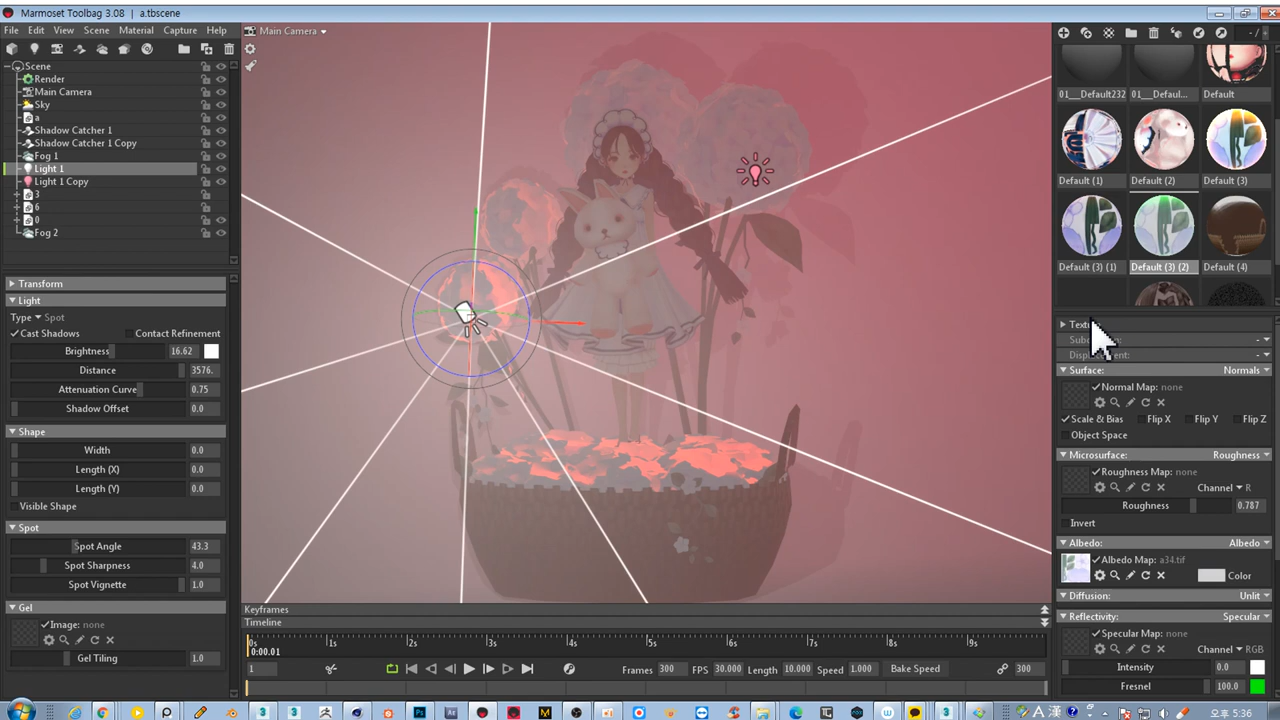 Marmoset Toolbag 3.08 | a.tbscene
File Edit View Scene Material Capture Help
Main Camera
Scene
Render
Main Camera
Sky
a
Shadow Catcher 1
Shadow Catcher 1 Copy
Fog 1
Light 1
Light 1 Copy
3
6
0
Fog 2
Transform
Light
Type Spot
Cast Shadows Contact Refinement
Brightness 16.62
Distance 3576.
Attenuation Curve 0.75
Shadow Offset 0.0
Shape
Width 0.0
Length (X) 0.0
Length (Y) 0.0
Visible Shape
Spot
Spot Angle 43.3
Spot Sharpness 4.0
Spot Vignette 1.0
Gel
Image: none
Gel Tiling 1.0
Keyframes
Timeline
0s 1s 2s 3s 4s 5s 6s 7s 8s 9s
0:00.01
1 Frames 300 FPS 30.000 Length 10.000 Speed 1.000 Bake Speed 300
01__Default232 01__Defaul... Default
Default (1) Default (2) Default (3)
Default (3) (1) Default (3) (2) Default (4)
Surface: Normals
Normal Map: none
Scale & Bias Flip X Flip Y Flip Z
Object Space
Microsurface: Roughness
Roughness Map: none
Channel R
Roughness 0.787
Invert
Albedo: Albedo
Albedo Map: a34.tif
Color
Diffusion: Unlit
Reflectivity: Specular
Specular Map: none
Channel RGB
Intensity 0.0
Fresnel 100.0
A 漢
오후 5:36